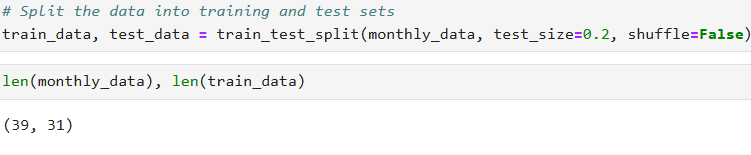 # Split the data into training and test sets
train_data, test_data = train_test_split(monthly_data, test_size=0.2, shuffle=False)
len(monthly_data), len(train_data)
(39, 31)